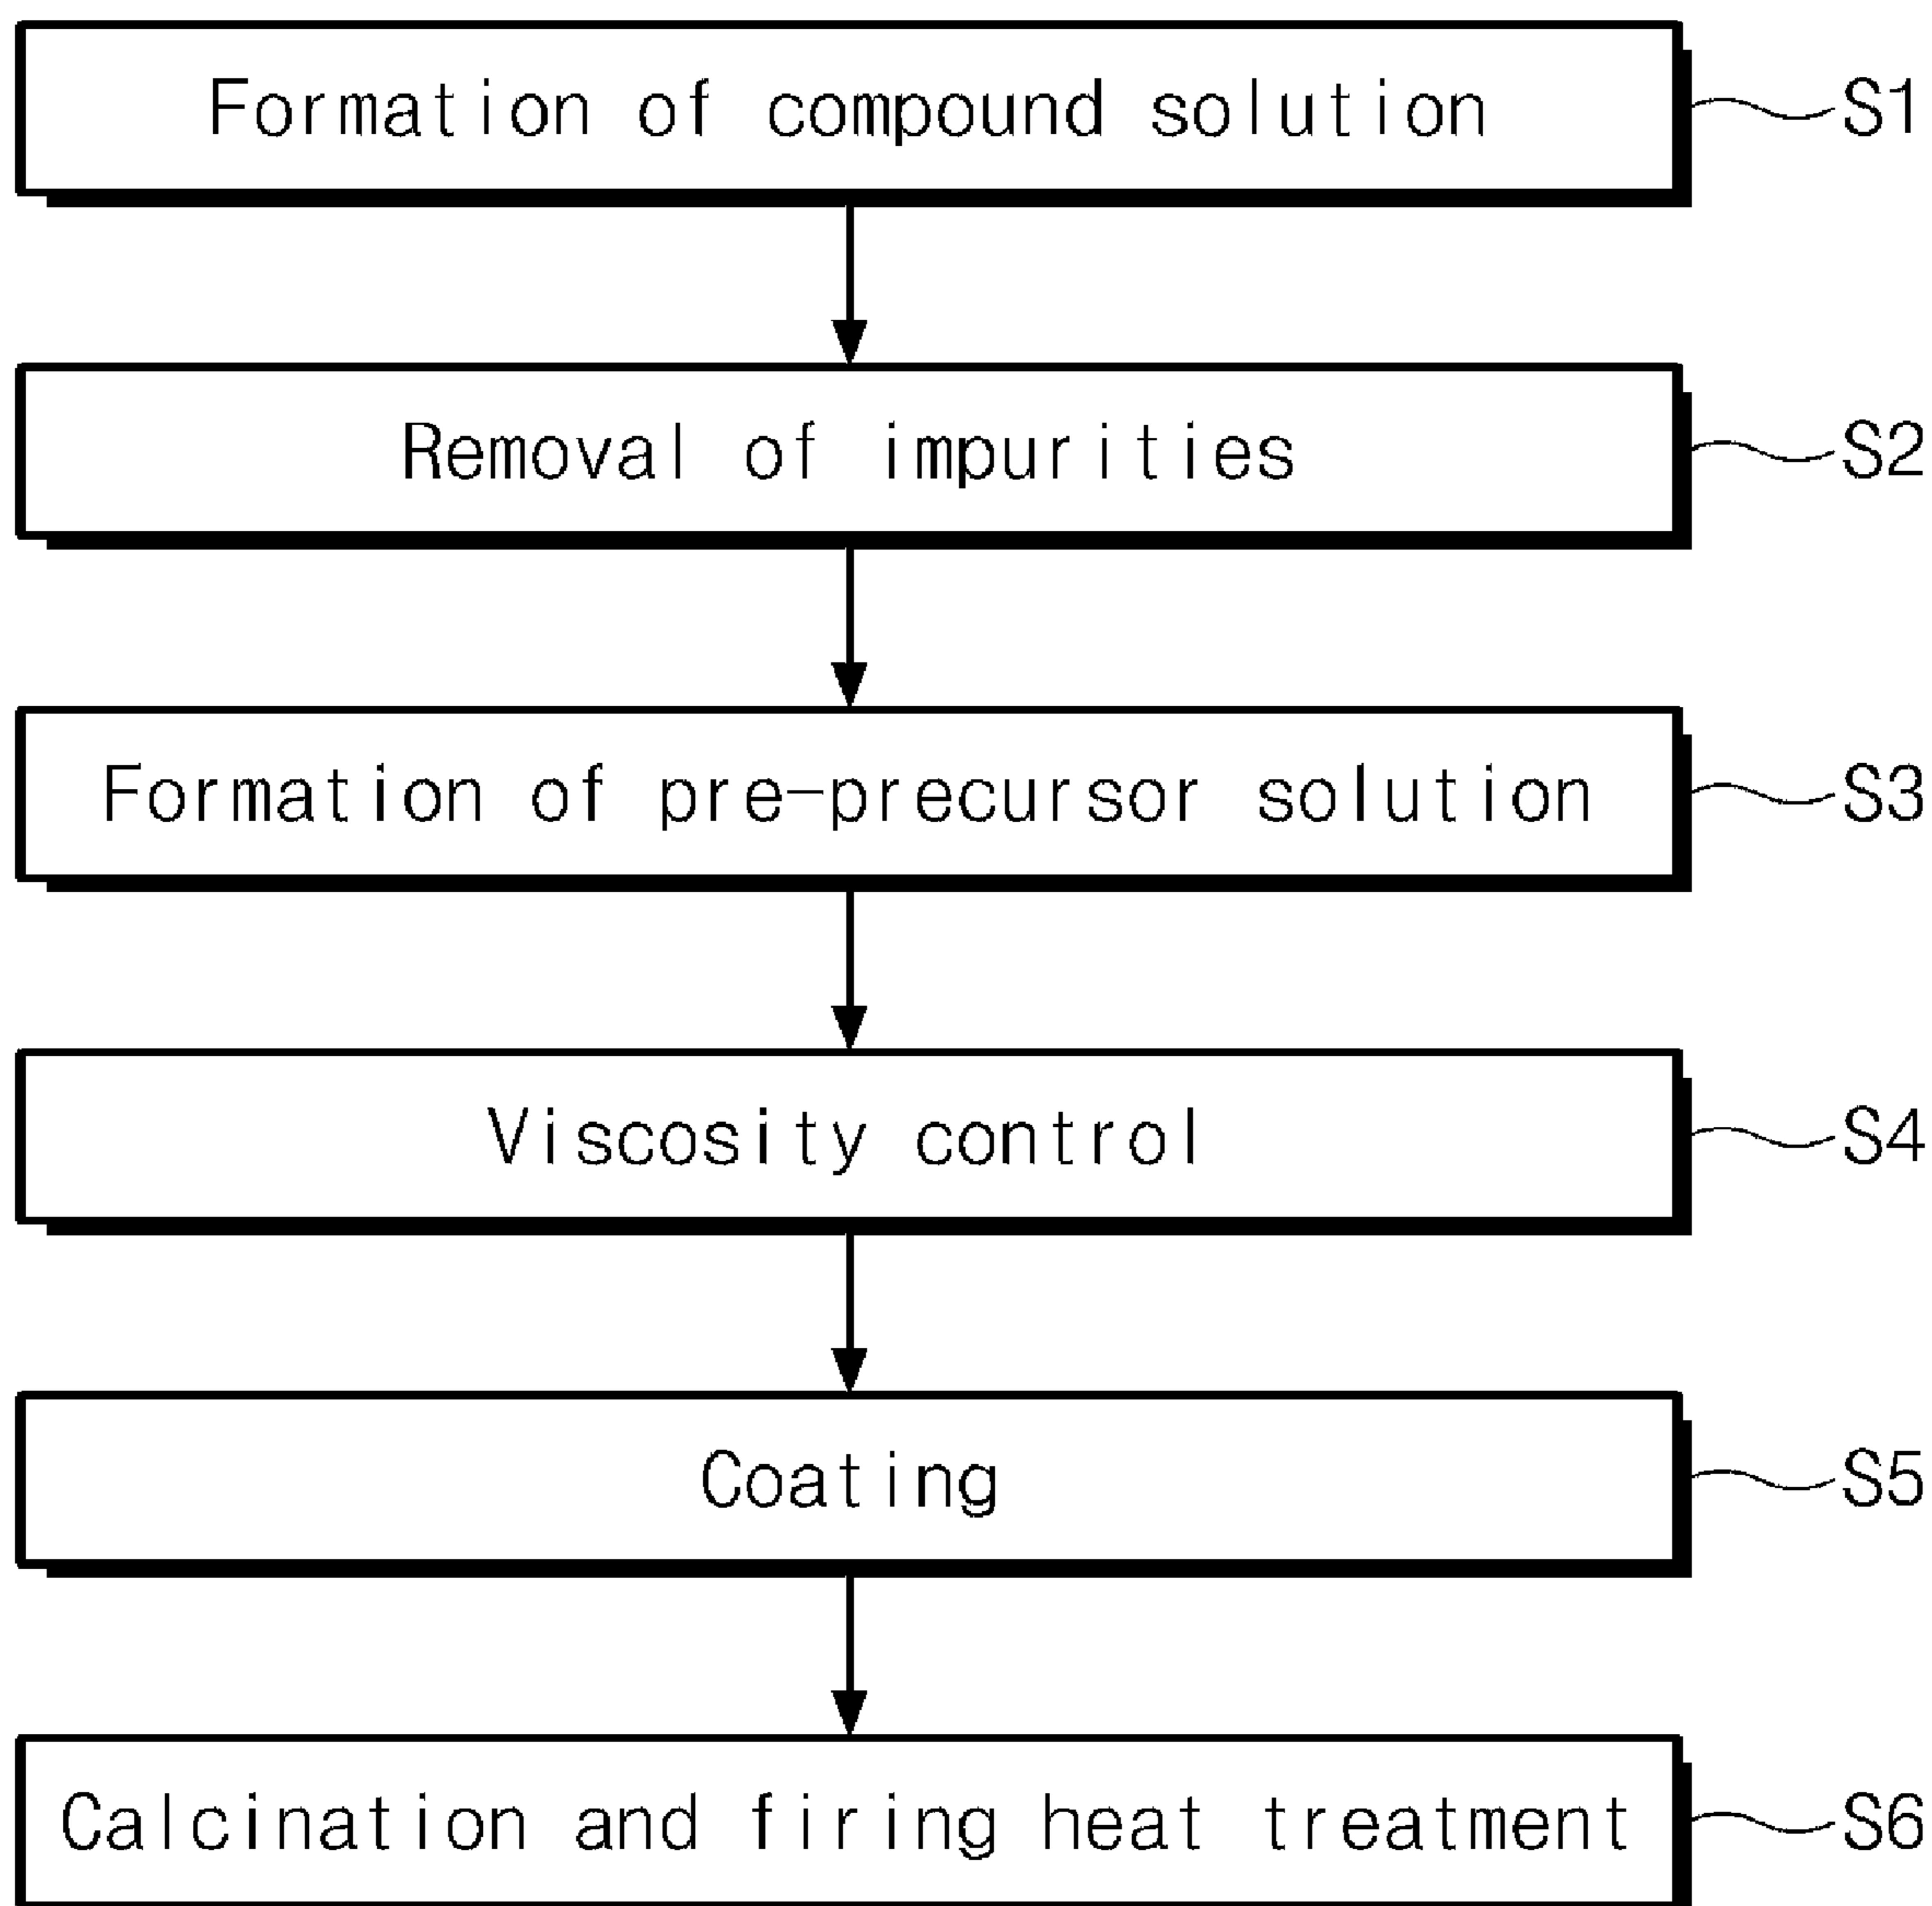 Formation of compound solution S1
Removal of impurities S2
Formation of pre-precursor solution S3
Viscosity control S4
Coating S5
Calcination and firing heat treatment S6